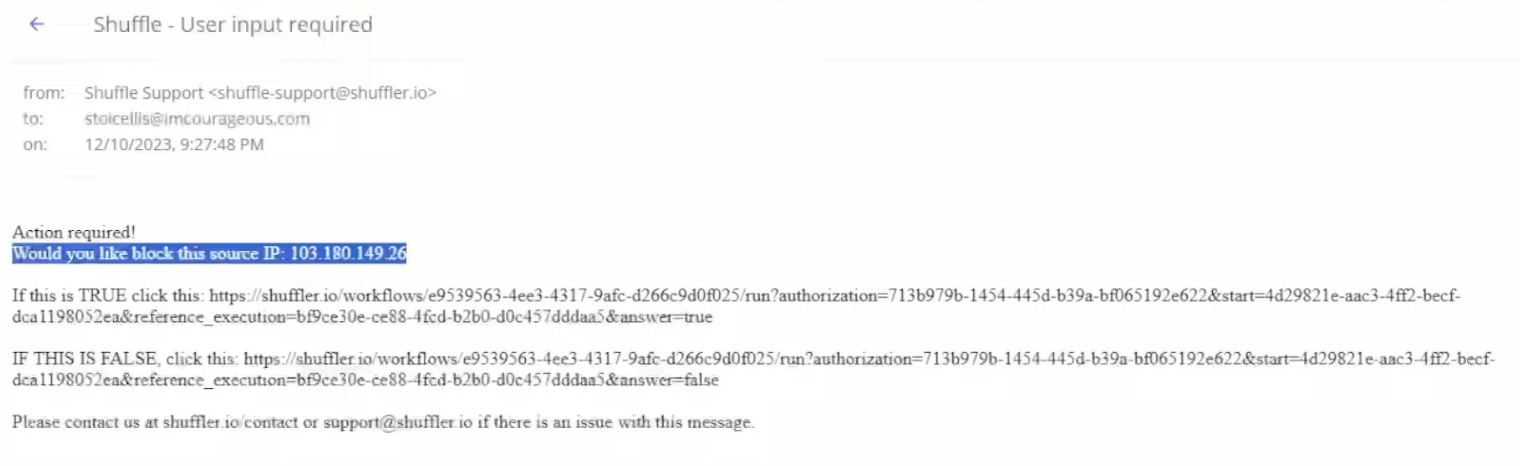 Shuffle - User input required
from: Shuffle Support <shuffle-support@shuffler.io>
to: stoicellis@imcourageous.com
on: 12/10/2023, 9:27:48 PM
Action required!
Would you like block this source IP: 103.180.149.26
If this is TRUE click this: https://shuffler.io/workflows/e9539563-4ee3-4317-9afc-d266c9d0f025/run?authorization=713b979b-1454-445d-b39a-bf065192e622&start=4d29821e-aac3-4ff2-becf-
dca1198052ea&reference_execution=bf9ce30e-ce88-4fcd-b2b0-d0c457dddaa5&answer=true
IF THIS IS FALSE, click this: https://shuffler.io/workflows/e9539563-4ee3-4317-9afc-d266c9d0f025/run?authorization=713b979b-1454-445d-b39a-bf065192e622&start=4d29821e-aac3-4ff2-becf-
dca1198052ea&reference_execution=bf9ce30e-ce88-4fcd-b2b0-d0c457dddaa5&answer=false
Please contact us at shuffler.io/contact or support@shuffler.io if there is an issue with this message.